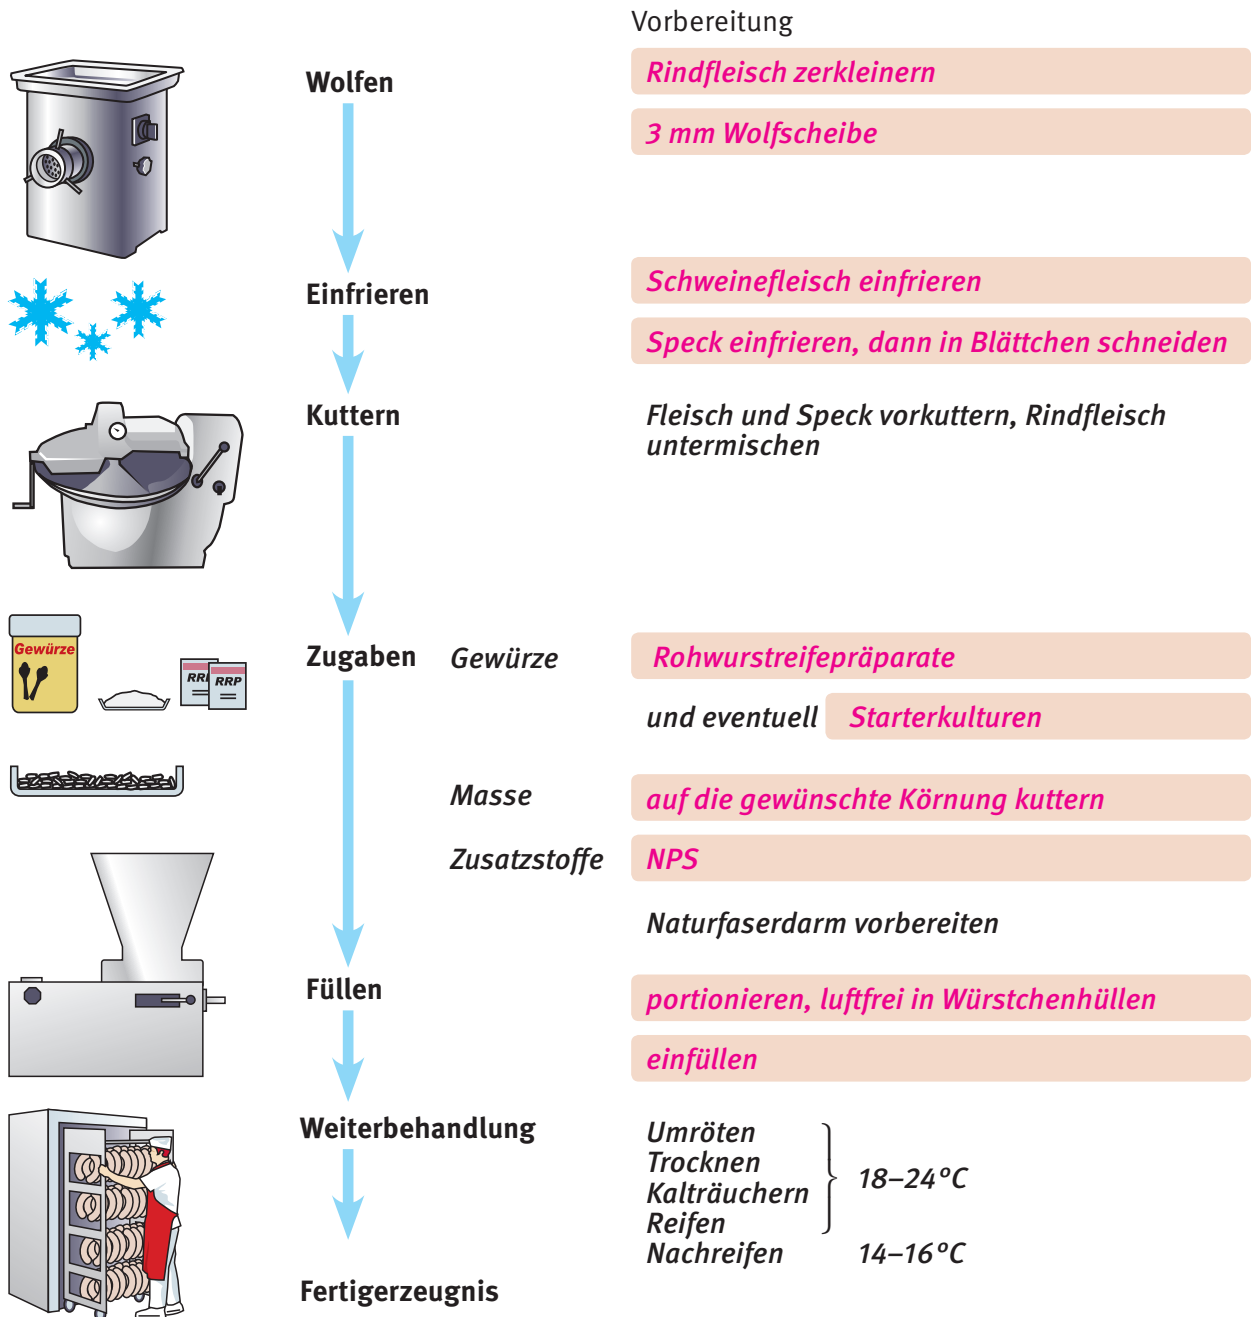 Vorbereitung
Wolfen
Rindfleisch zerkleinern
3 mm Wolfscheibe
Einfrieren
Schweinefleisch einfrieren
Speck einfrieren, dann in Blättchen schneiden
Kuttern
Fleisch und Speck vorkuttern, Rindfleisch
untermischen
Gewürze
RRP
Zugaben
Gewürze
Rohwurstreifepräparate
und eventuell Starterkulturen
Masse
auf die gewünschte Körnung kuttern
Zusatzstoffe
NPS
Naturfaserdarm vorbereiten
Füllen
portionieren, luftfrei in Würstchenhüllen
einfüllen
Weiterbehandlung
Umröten
Trocknen
Kalträuchern
Reifen
18–24°C
Nachreifen 14–16°C
Fertigerzeugnis